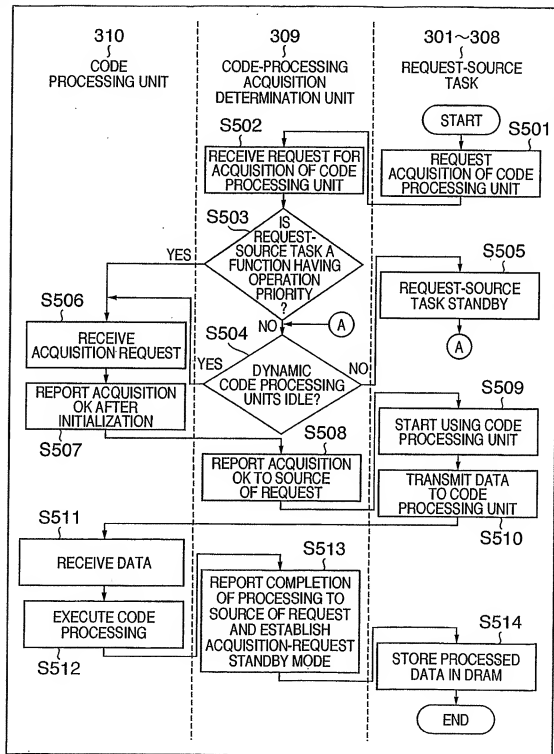 310
CODE
PROCESSING UNIT
309
CODE-PROCESSING
ACQUISITION
DETERMINATION UNIT
301~308
REQUEST-SOURCE
TASK
START
S501
REQUEST
ACQUISITION OF CODE
PROCESSING UNIT
S502
RECEIVE REQUEST FOR
ACQUISITION OF CODE
PROCESSING UNIT
S503
IS
REQUEST-
SOURCE TASK A
FUNCTION HAVING
OPERATION
PRIORITY
?
YES
NO
A
S504
DYNAMIC
CODE PROCESSING
UNITS IDLE?
YES
NO
S505
REQUEST-SOURCE
TASK STANDBY
A
S506
RECEIVE
ACQUISITION REQUEST
REPORT ACQUISITION
OK AFTER
INITIALIZATION
S507
S508
REPORT ACQUISITION
OK TO SOURCE
OF REQUEST
S509
START USING CODE
PROCESSING UNIT
TRANSMIT DATA
TO CODE
PROCESSING UNIT
S510
S511
RECEIVE DATA
EXECUTE CODE
PROCESSING
S512
S513
REPORT COMPLETION
OF PROCESSING TO
SOURCE OF REQUEST
AND ESTABLISH
ACQUISITION-REQUEST
STANDBY MODE
S514
STORE PROCESSED
DATA IN DRAM
END